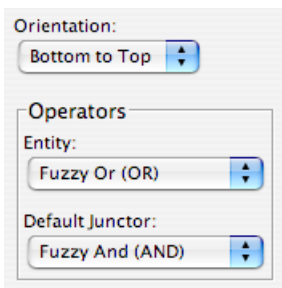 Orientation:
Bottom to Top
Operators
Entity:
Fuzzy Or (OR)
Default Junctor:
Fuzzy And (AND)